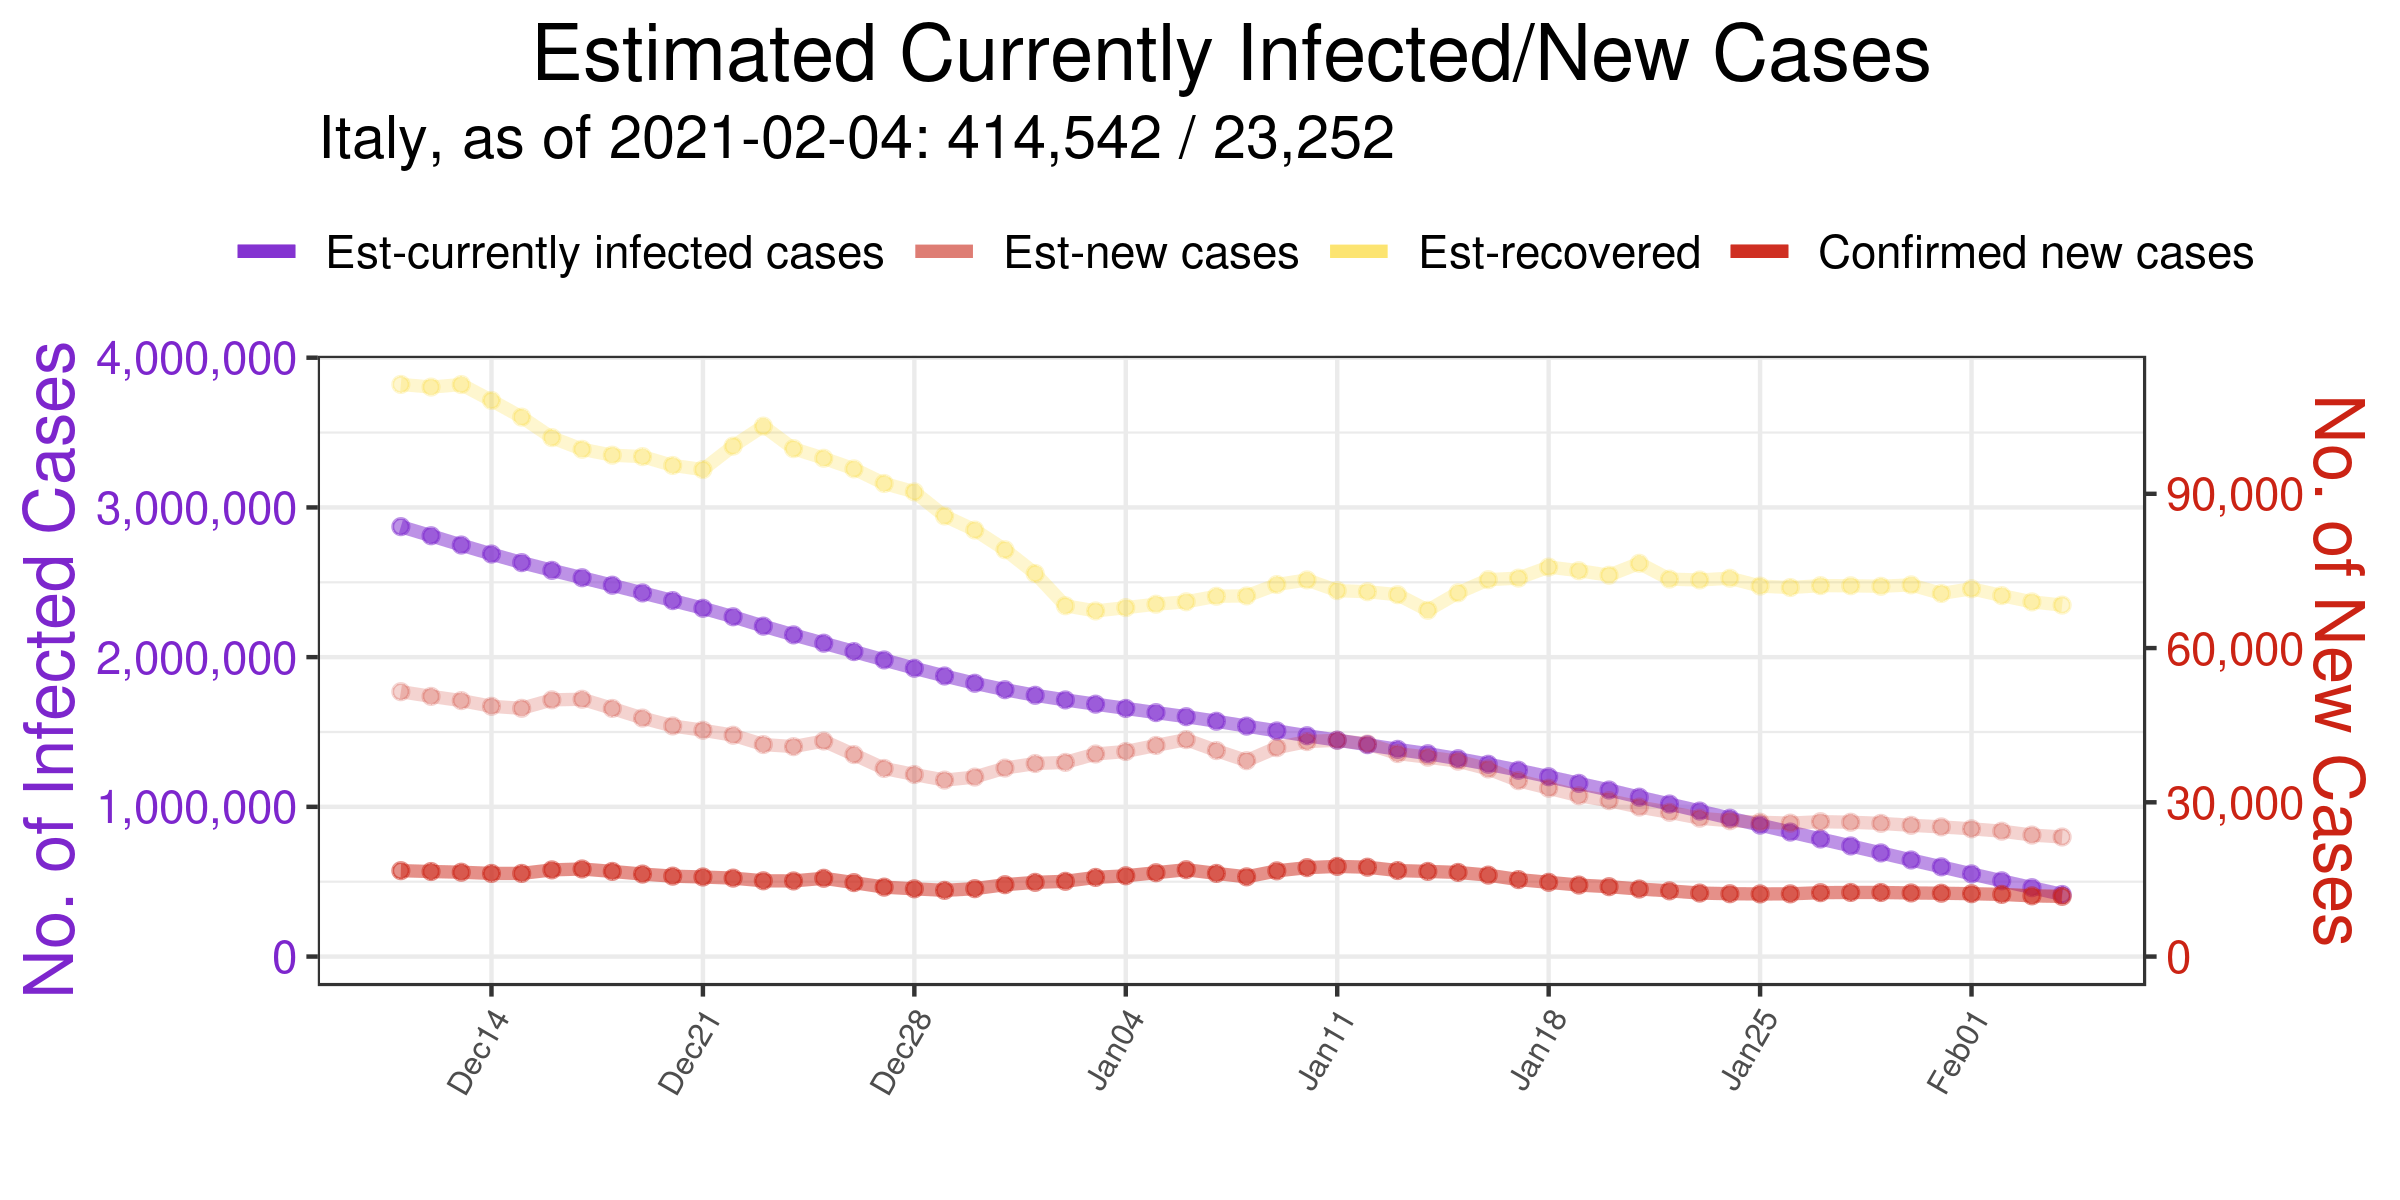 Estimated Currently Infected/New Cases
Italy, as of 2021-02-04: 414,542 / 23,252
Est-currently infected cases Est-new cases Est-recovered Confirmed new cases
No. of Infected Cases
4,000,000
3,000,000
2,000,000
1,000,000
0
90,000
60,000
30,000
0
No. of New Cases
Dec14 Dec21 Dec28 Jan04 Jan11 Jan18 Jan25 Feb01